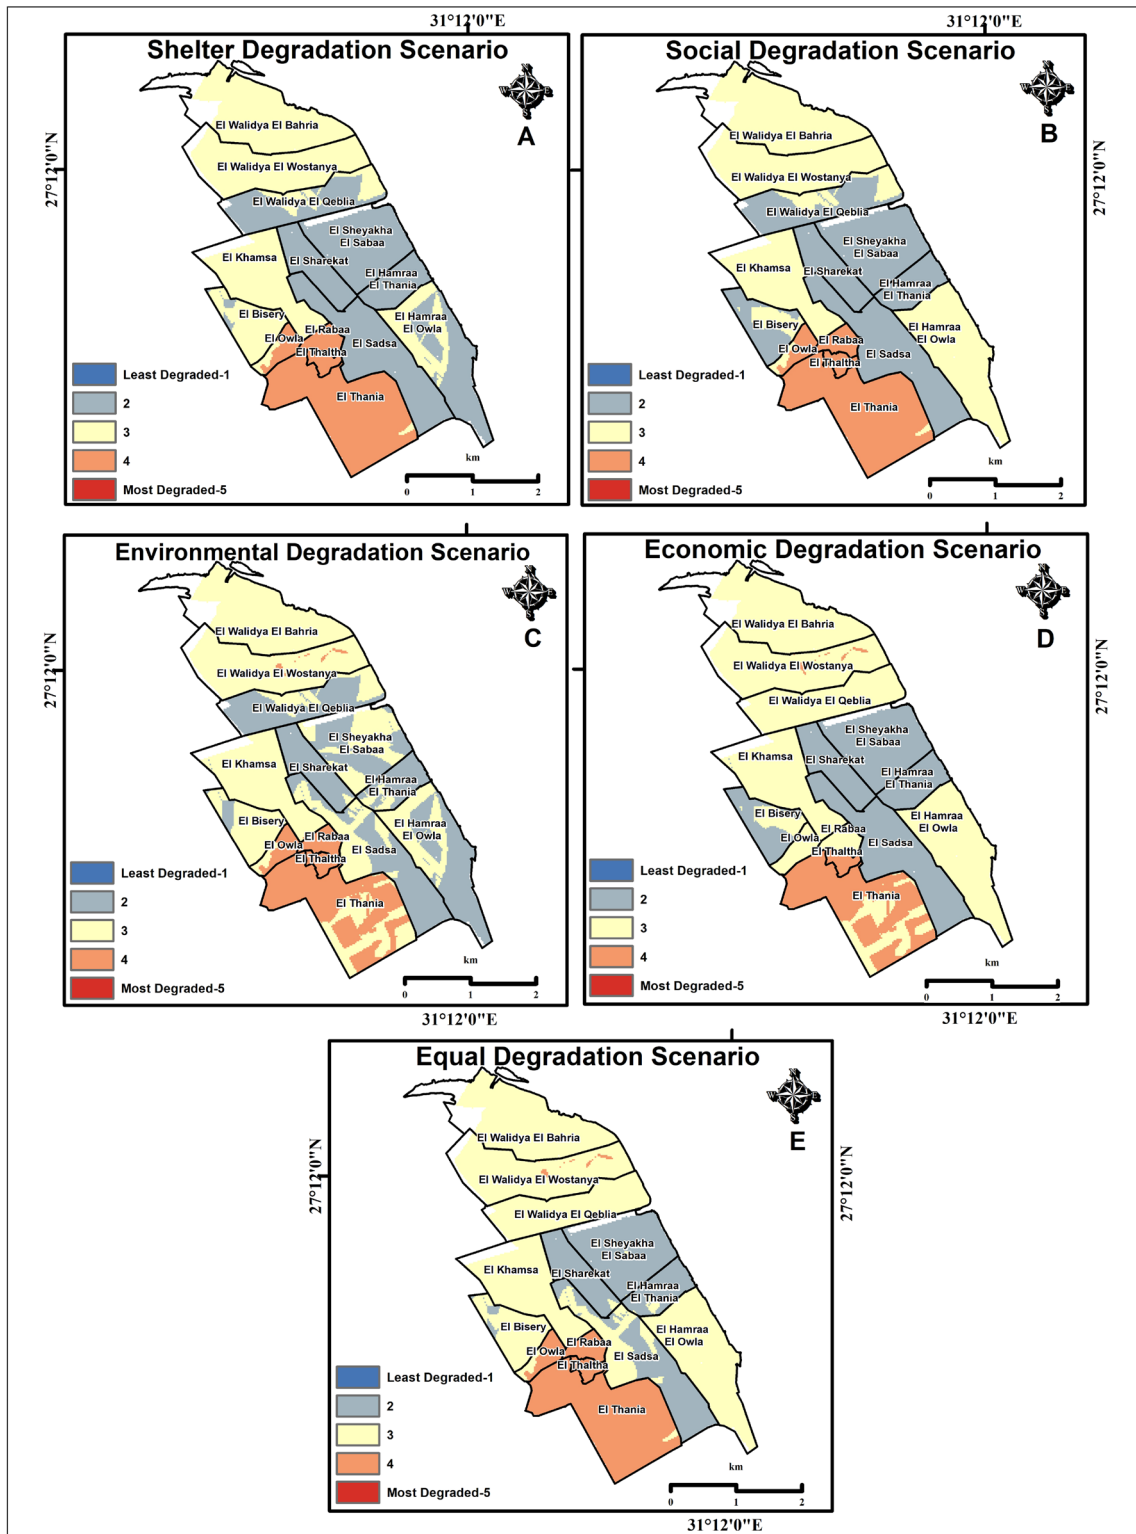 31°12'0"E
31°12'0"E
Shelter Degradation Scenario
A
27°12'0"N
El Walidya El Bahria
El Walidya El Wostanya
El Walidya El Qeblia
El Sheyakha
El Sabaa
El Khamsa
El Sharekat
El Hamraa
El Thania
El Bisery
El Hamraa
El Owla
El Rabaa
El Owla
El Sadsa
El Thaltha
El Thania
Least Degraded-1
2
3
4
Most Degraded-5
km
0
1
2
Social Degradation Scenario
B
27°12'0"N
El Walidya El Bahria
El Walidya El Wostanya
El Walidya El Qeblia
El Sheyakha
El Sabaa
El Khamsa
El Sharekat
El Hamraa
El Thania
El Bisery
El Hamraa
El Owla
El Rabaa
El Owla
El Sadsa
El Thaltha
El Thania
Least Degraded-1
2
3
4
Most Degraded-5
km
0
1
2
Environmental Degradation Scenario
C
27°12'0"N
El Walidya El Bahria
El Walidya El Wostanya
El Walidya El Qeblia
El Sheyakha
El Sabaa
El Khamsa
El Sharekat
El Hamraa
El Thania
El Bisery
El Hamraa
El Owla
El Rabaa
El Owla
El Sadsa
El Thaltha
El Thania
Least Degraded-1
2
3
4
Most Degraded-5
km
0
1
2
31°12'0"E
Economic Degradation Scenario
D
27°12'0"N
El Walidya El Bahria
El Walidya El Wostanya
El Walidya El Qeblia
El Sheyakha
El Sabaa
El Khamsa
El Sharekat
El Hamraa
El Thania
El Bisery
El Hamraa
El Owla
El Rabaa
El Owla
El Sadsa
El Thaltha
El Thania
Least Degraded-1
2
3
4
Most Degraded-5
km
0
1
2
31°12'0"E
Equal Degradation Scenario
E
27°12'0"N
27°12'0"N
El Walidya El Bahria
El Walidya El Wostanya
El Walidya El Qeblia
El Sheyakha
El Sabaa
El Khamsa
El Sharekat
El Hamraa
El Thania
El Bisery
El Hamraa
El Owla
El Rabaa
El Owla
El Sadsa
El Thaltha
El Thania
Least Degraded-1
2
3
4
Most Degraded-5
km
0
1
2
31°12'0"E